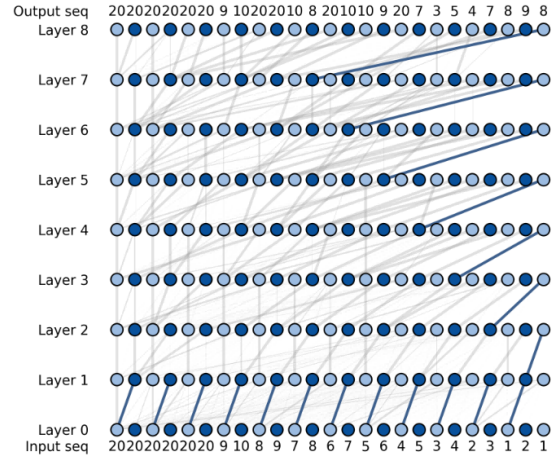 Output seq 20 20 20 20 20 20 9 10 20 20 10 8 20 10 10 9 20 7 3 5 4 7 8 9 8
Layer 8
Layer 7
Layer 6
Layer 5
Layer 4
Layer 3
Layer 2
Layer 1
Layer 0
Input seq 20 20 20 20 20 20 9 10 8 9 7 8 6 7 5 6 4 5 3 4 2 3 1 2 1